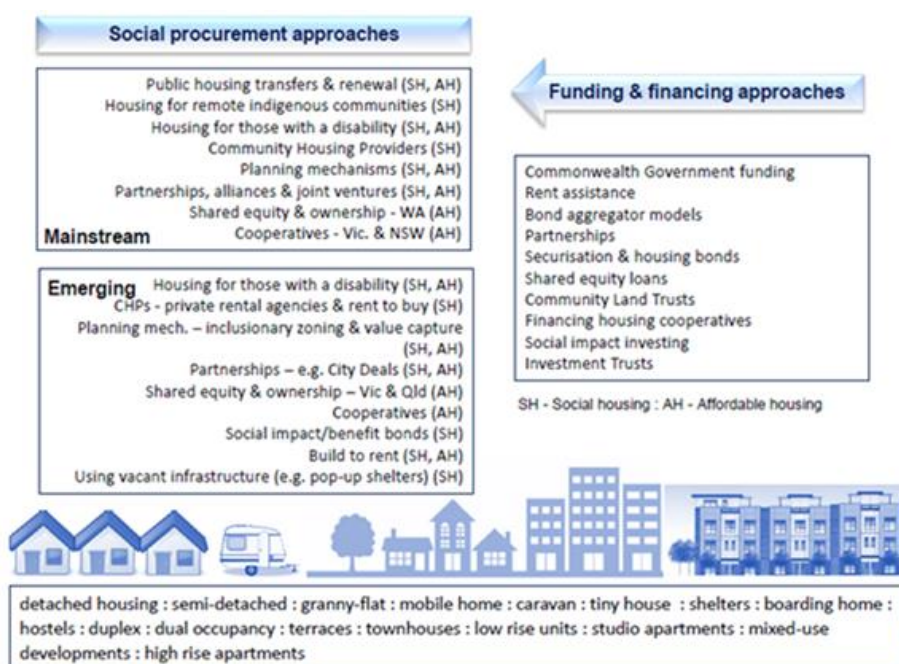 Social procurement approaches
Public housing transfers & renewal (SH, AH)
Housing for remote indigenous communities (SH)
Housing for those with a disability (SH, AH)
Community Housing Providers (SH)
Planning mechanisms (SH, AH)
Partnerships, alliances & joint ventures (SH, AH)
Shared equity & ownership - WA (AH)
Mainstream Cooperatives - Vic. & NSW (AH)
Emerging Housing for those with a disability (SH, AH)
CHPs - private rental agencies & rent to buy (SH)
Planning mech. – inclusionary zoning & value capture
(SH, AH)
Partnerships – e.g. City Deals (SH, AH)
Shared equity & ownership – Vic & Qld (AH)
Cooperatives (AH)
Social impact/benefit bonds (SH)
Build to rent (SH, AH)
Using vacant infrastructure (e.g. pop-up shelters) (SH)
Funding & financing approaches
Commonwealth Government funding
Rent assistance
Bond aggregator models
Partnerships
Securisation & housing bonds
Shared equity loans
Community Land Trusts
Financing housing cooperatives
Social impact investing
Investment Trusts
SH - Social housing : AH - Affordable housing
detached housing : semi-detached : granny-flat : mobile home : caravan : tiny house : shelters : boarding home :
hostels : duplex : dual occupancy : terraces : townhouses : low rise units : studio apartments : mixed-use
developments : high rise apartments